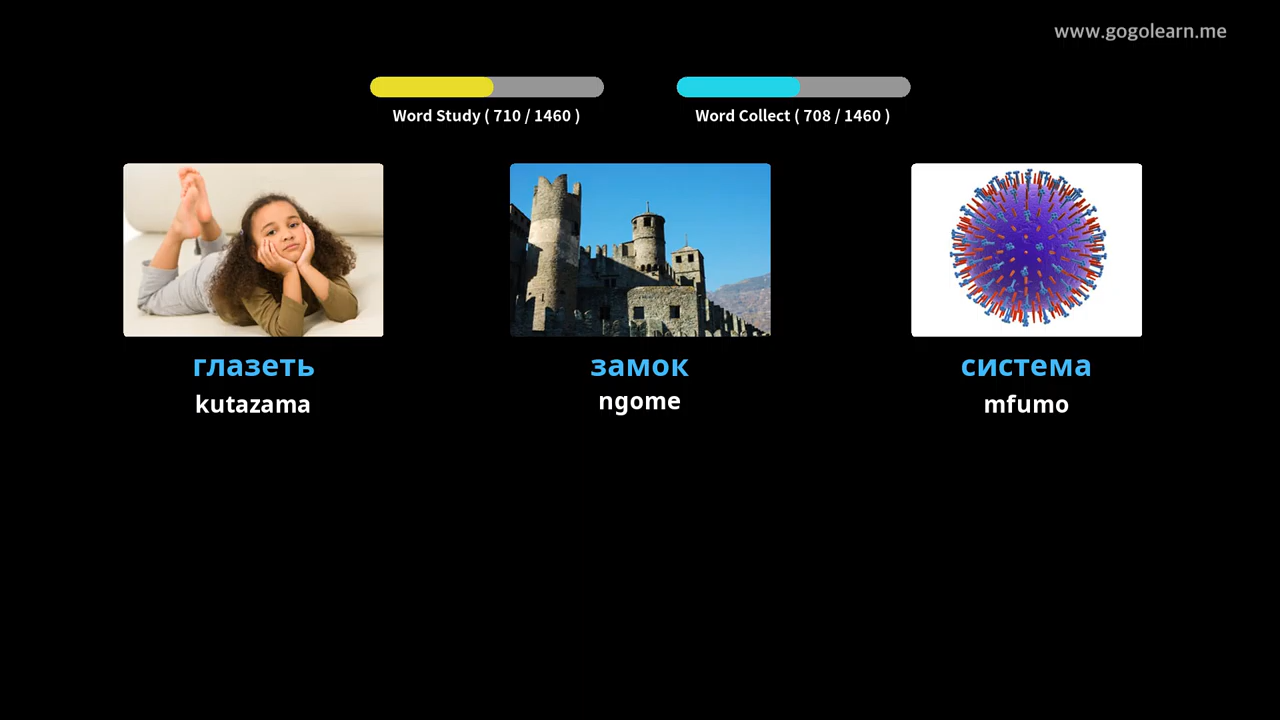 www.gogolearn.me
Word Study ( 710 / 1460 )
Word Collect ( 708 / 1460 )
глазеть
kutazama
замок
ngome
система
mfumo